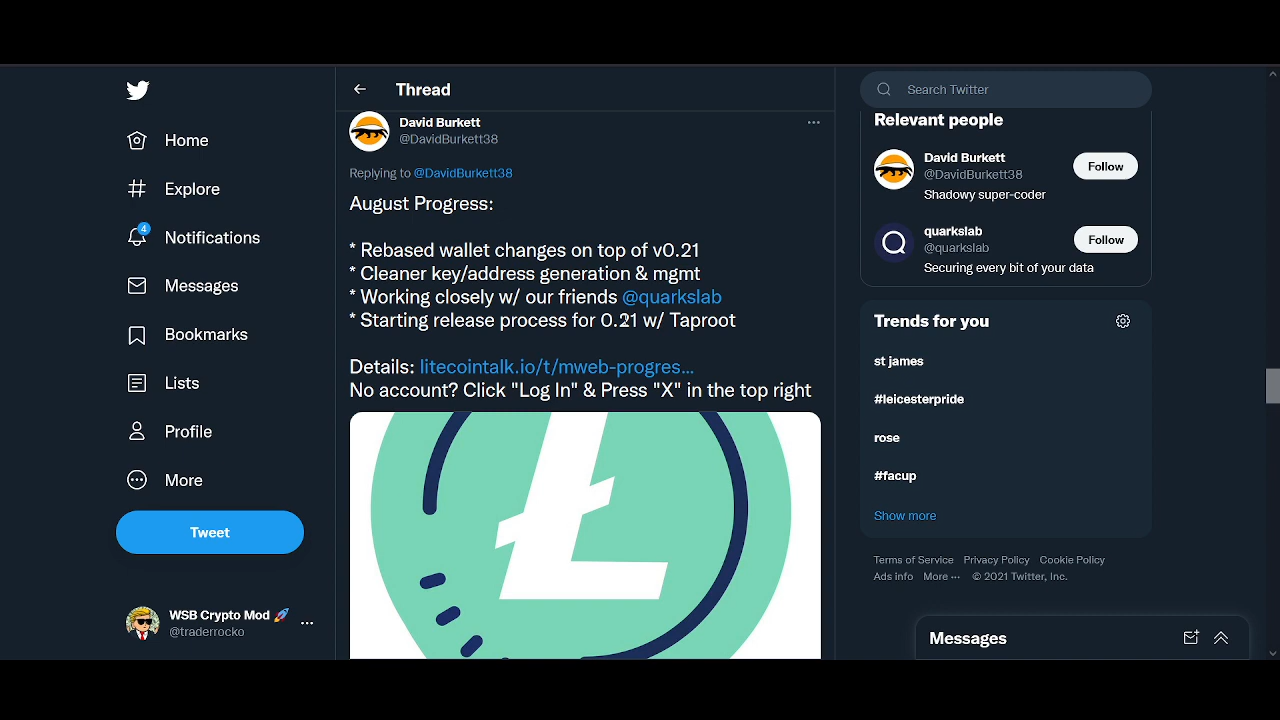 Home
Explore
4
Notifications
Messages
Bookmarks
Lists
Profile
More
Tweet
WSB Crypto Mod 🚀
@traderrocko
Thread
David Burkett
@DavidBurkett38
Replying to @DavidBurkett38
August Progress:
* Rebased wallet changes on top of v0.21
* Cleaner key/address generation & mgmt
* Working closely w/ our friends @quarkslab
* Starting release process for 0.21 w/ Taproot
Details: litecointalk.io/t/mweb-progres...
No account? Click "Log In" & Press "X" in the top right
Search Twitter
Relevant people
David Burkett
@DavidBurkett38
Follow
Shadowy super-coder
quarkslab
@quarkslab
Follow
Securing every bit of your data
Trends for you
st james
#leicesterpride
rose
#facup
Show more
Terms of Service Privacy Policy Cookie Policy
Ads info More ··· © 2021 Twitter, Inc.
Messages